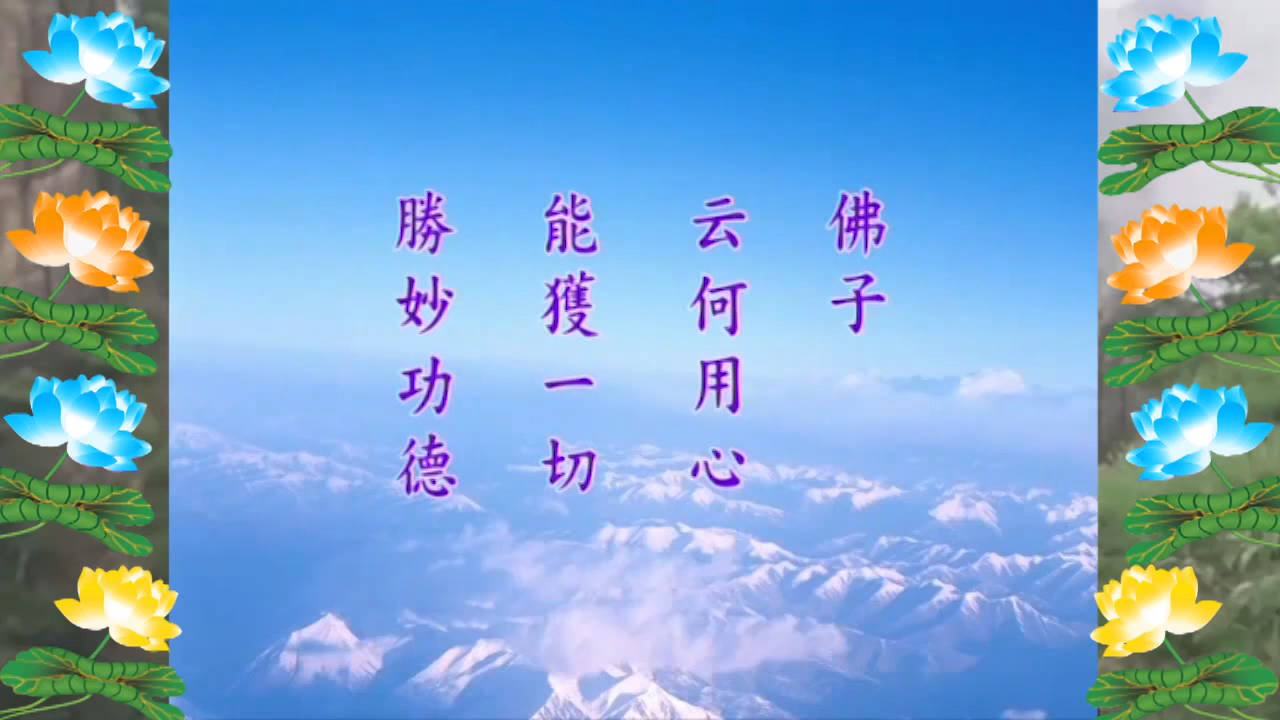 佛子
云何用心
能獲一切
勝妙功德